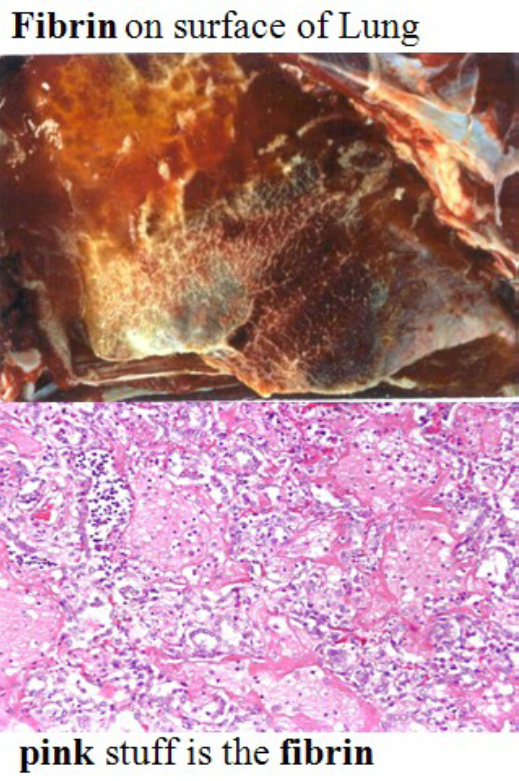 Fibrin on surface of Lung
pink stuff is the fibrin